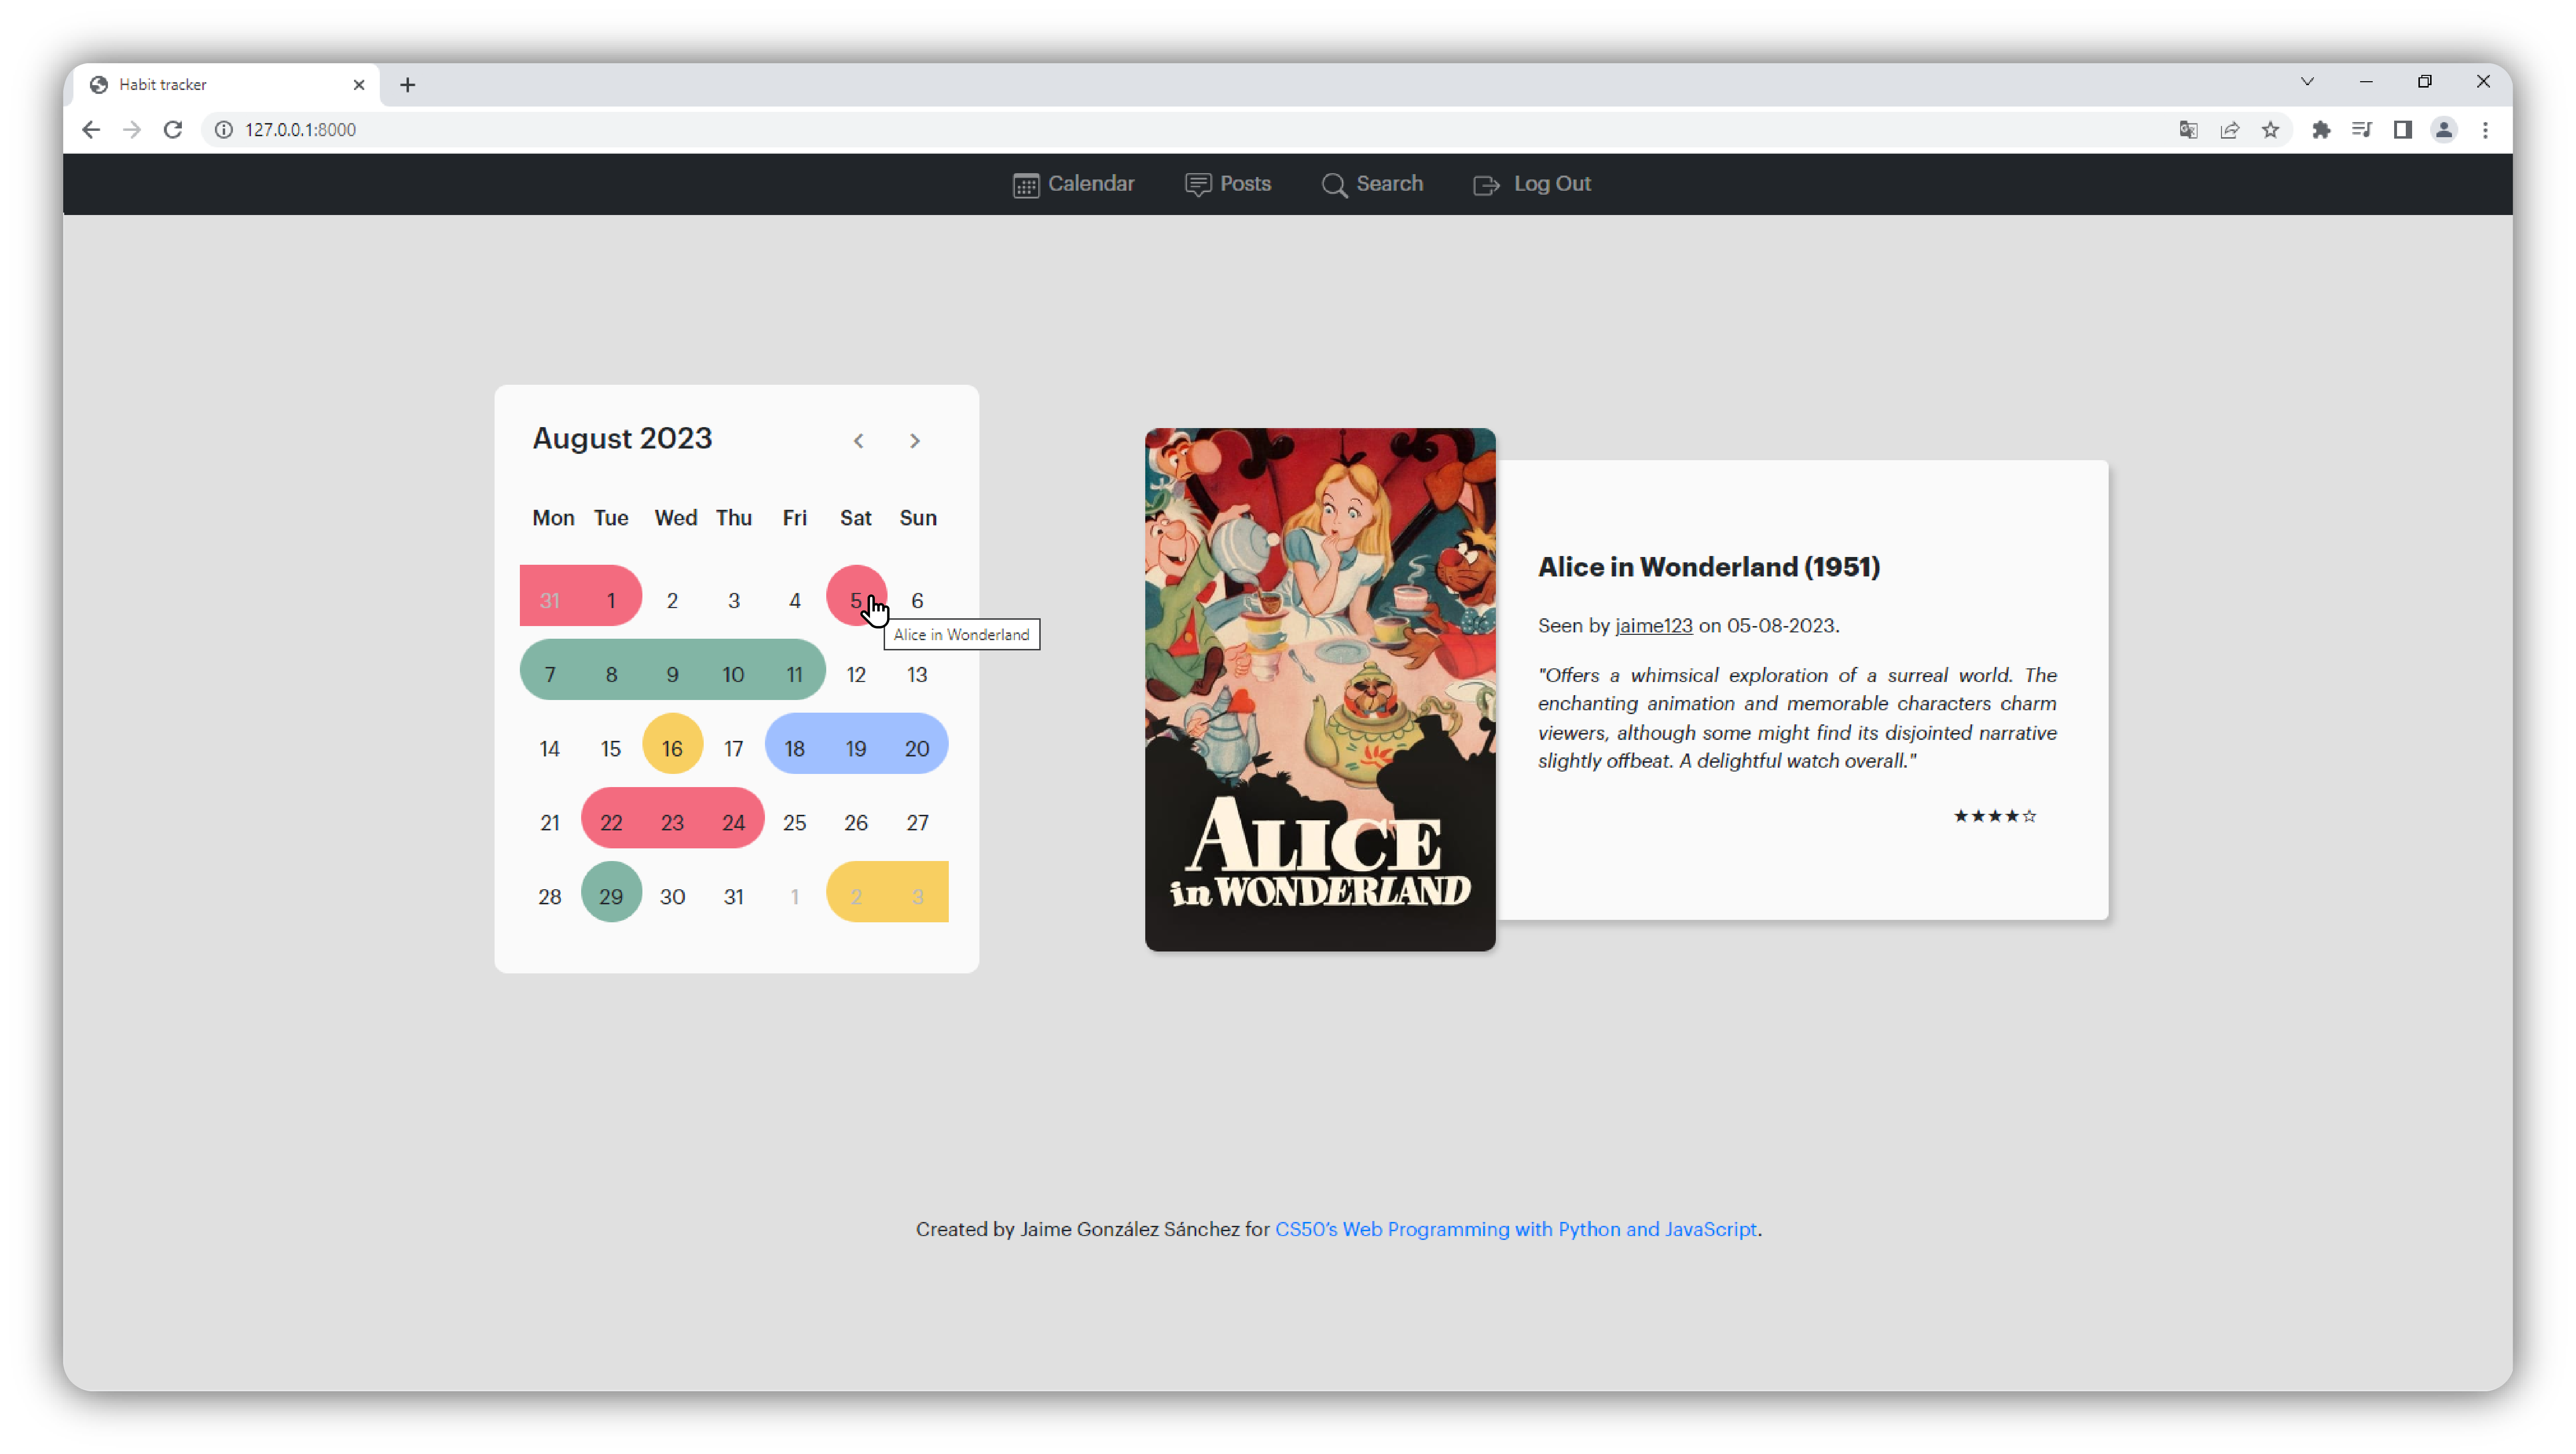 Habit tracker
127.0.0.1:8000
Calendar Posts Search Log Out
August 2023
Mon Tue Wed Thu Fri Sat Sun
31 1 2 3 4 5 6
Alice in Wonderland
7 8 9 10 11 12 13
14 15 16 17 18 19 20
21 22 23 24 25 26 27
28 29 30 31 1 2 3
ALICE
in WONDERLAND
Alice in Wonderland (1951)
Seen by jaime123 on 05-08-2023.
"Offers a whimsical exploration of a surreal world. The
enchanting animation and memorable characters charm
viewers, although some might find its disjointed narrative
slightly offbeat. A delightful watch overall."
★★★★☆
Created by Jaime González Sánchez for CS50's Web Programming with Python and JavaScript.